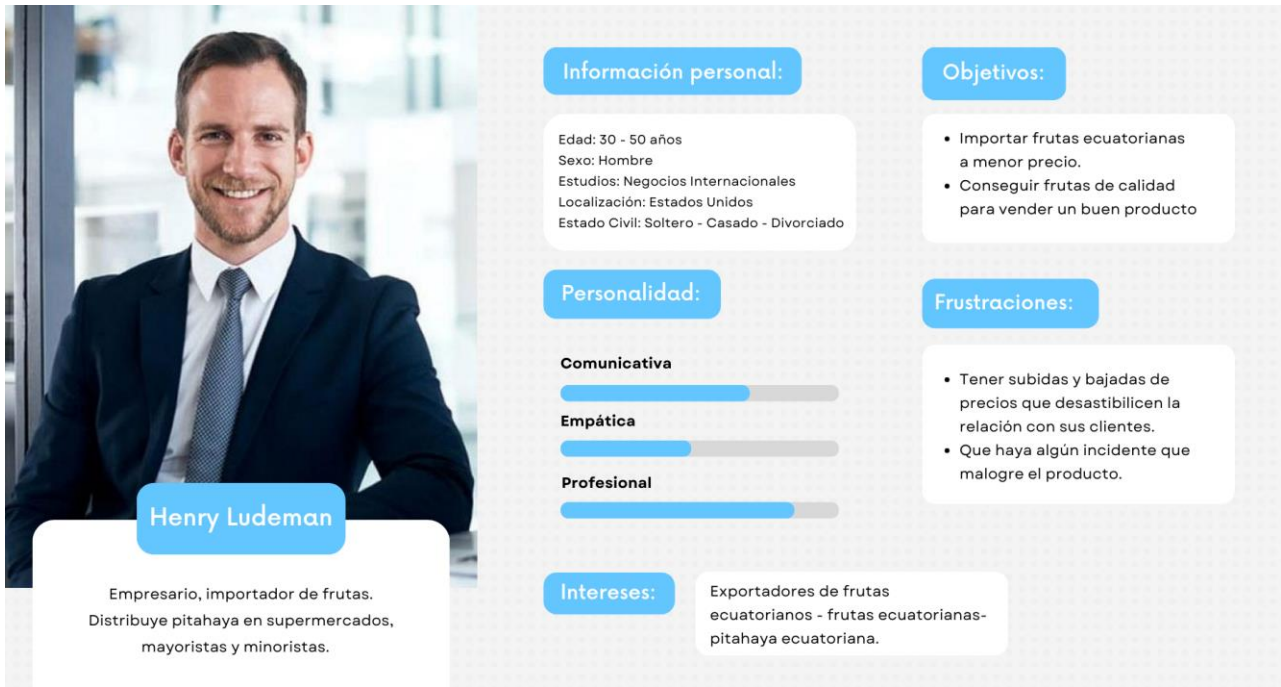 Henry Ludeman
Empresario, importador de frutas.
Distribuye pitahaya en supermercados,
mayoristas y minoristas.
Información personal:
Edad: 30 - 50 años
Sexo: Hombre
Estudios: Negocios Internacionales
Localización: Estados Unidos
Estado Civil: Soltero - Casado - Divorciado
Personalidad:
Comunicativa
Empática
Profesional
Intereses:
Exportadores de frutas
ecuatorianos - frutas ecuatorianas-
pitahaya ecuatoriana.
Objetivos:
• Importar frutas ecuatorianas
a menor precio.
• Conseguir frutas de calidad
para vender un buen producto
Frustraciones:
• Tener subidas y bajadas de
precios que desastibilicen la
relación con sus clientes.
• Que haya algún incidente que
malogre el producto.